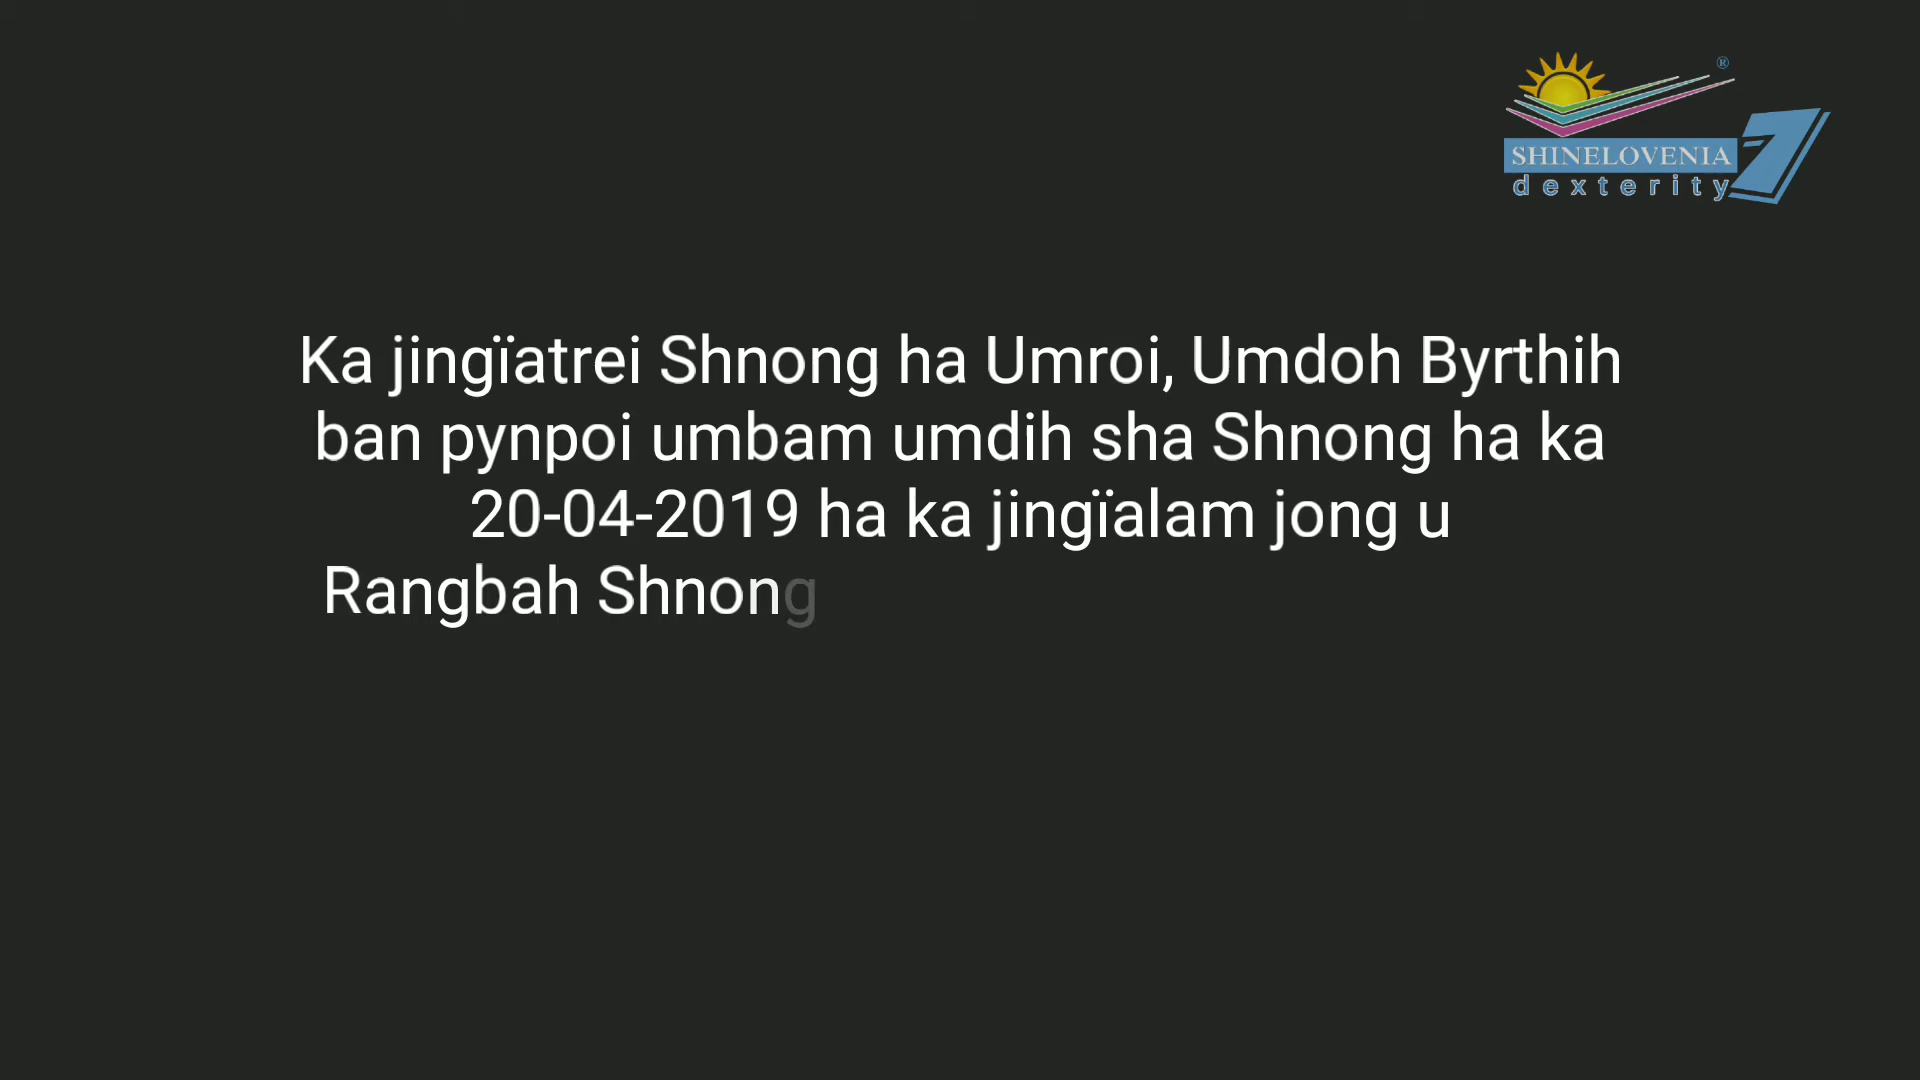 ®
SHINELOVENIA
dexterity 7
Ka jingïatrei Shnong ha Umroi, Umdoh Byrthih
ban pynpoi umbam umdih sha Shnong ha ka
20-04-2019 ha ka jingïalam jong u
Rangbah Shnong